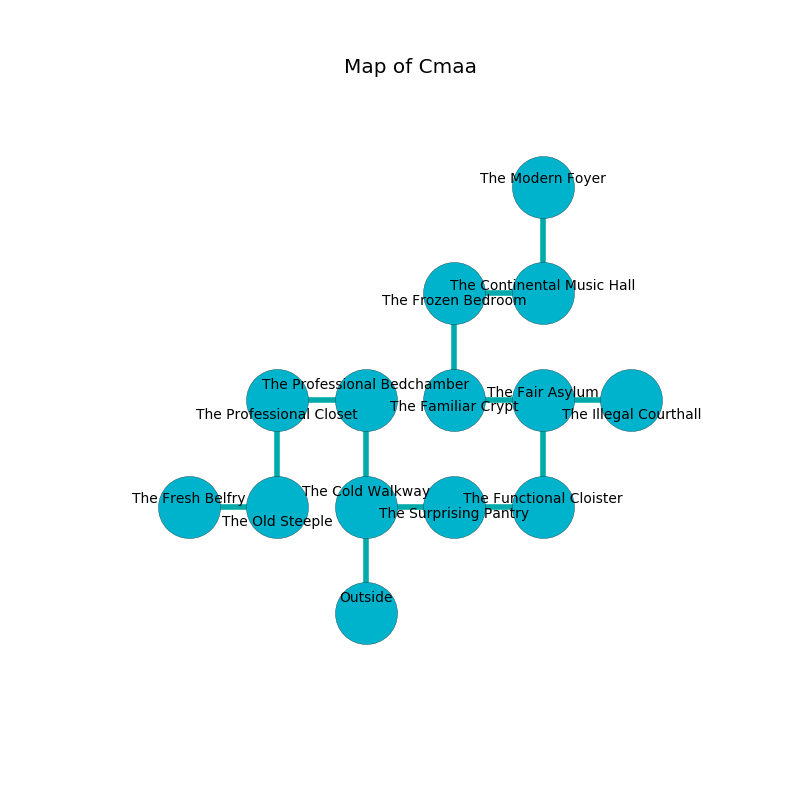 Map of Cmaa
The Modern Foyer
The Continental Music Hall
The Frozen Bedroom
The Professional Bedchamber
The Fair Asylum
The Familiar Crypt
The Professional Closet
The Illegal Courthall
The Cold Walkway
The Fresh Belfry
The Functional Cloister
The Surprising Pantry
The Old Steeple
Outside